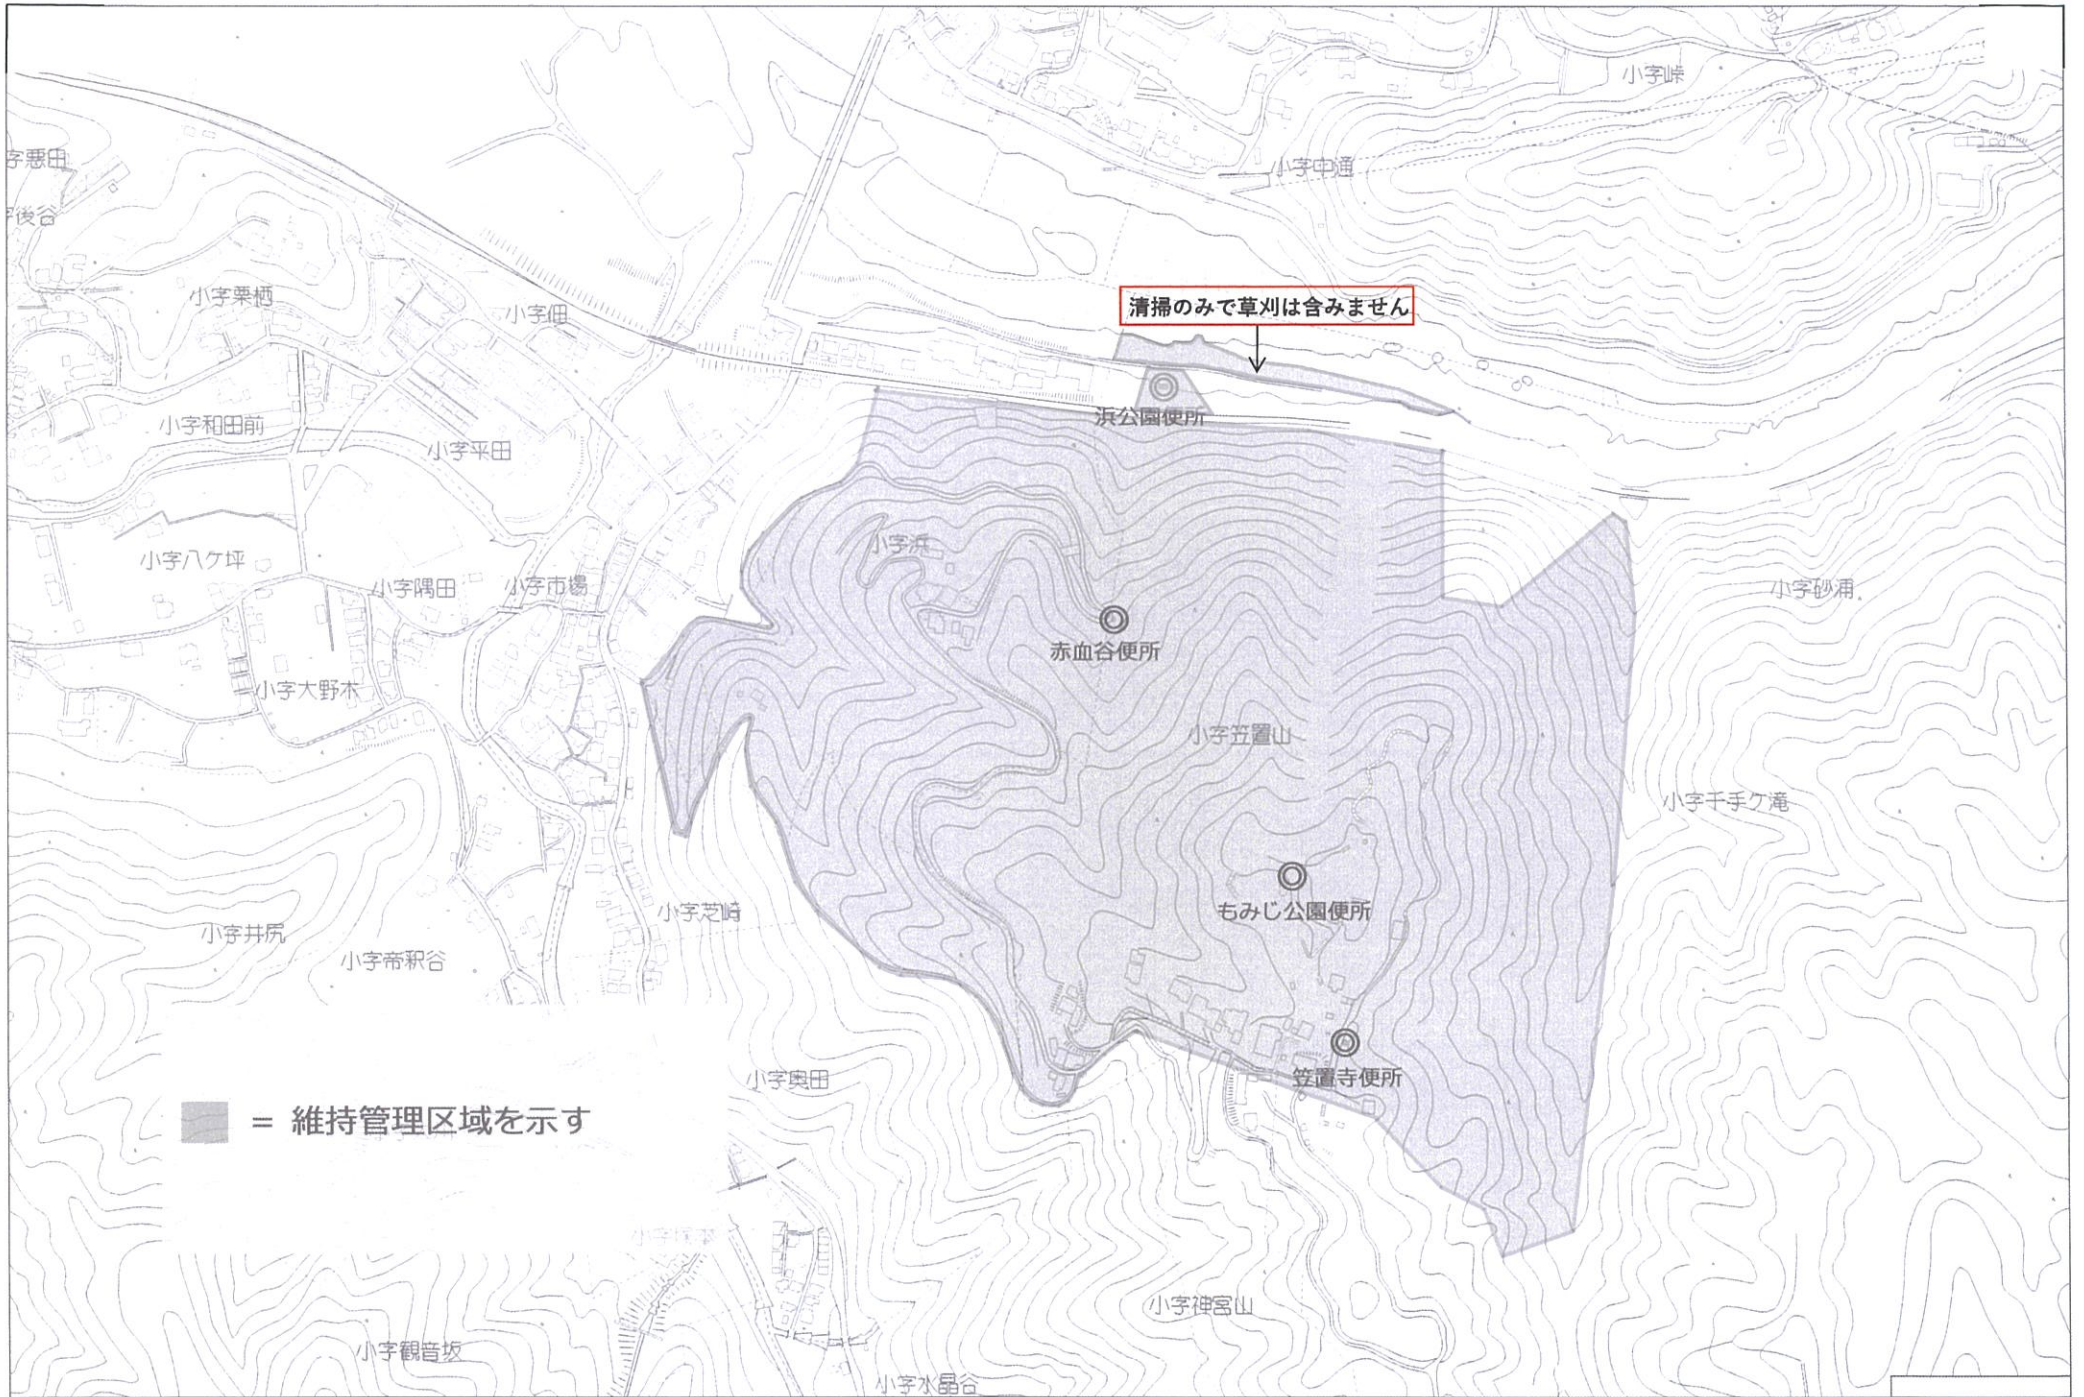 小字峠
字悪田
小字中通
字後谷
小字栗栖
小字佃
清掃のみで草刈は含みません
浜公園便所
小字和田前
小字平田
小字浜
小字八ケ坪
小字隅田
小字市場
小字砂浦
赤血谷便所
小字大野木
小字笠置山
小字千手ケ滝
もみじ公園便所
小字芝崎
小字井尻
小字帝釈谷
小字奥田
笠置寺便所
= 維持管理区域を示す
小字神宮山
小字観音坂
小字水晶谷